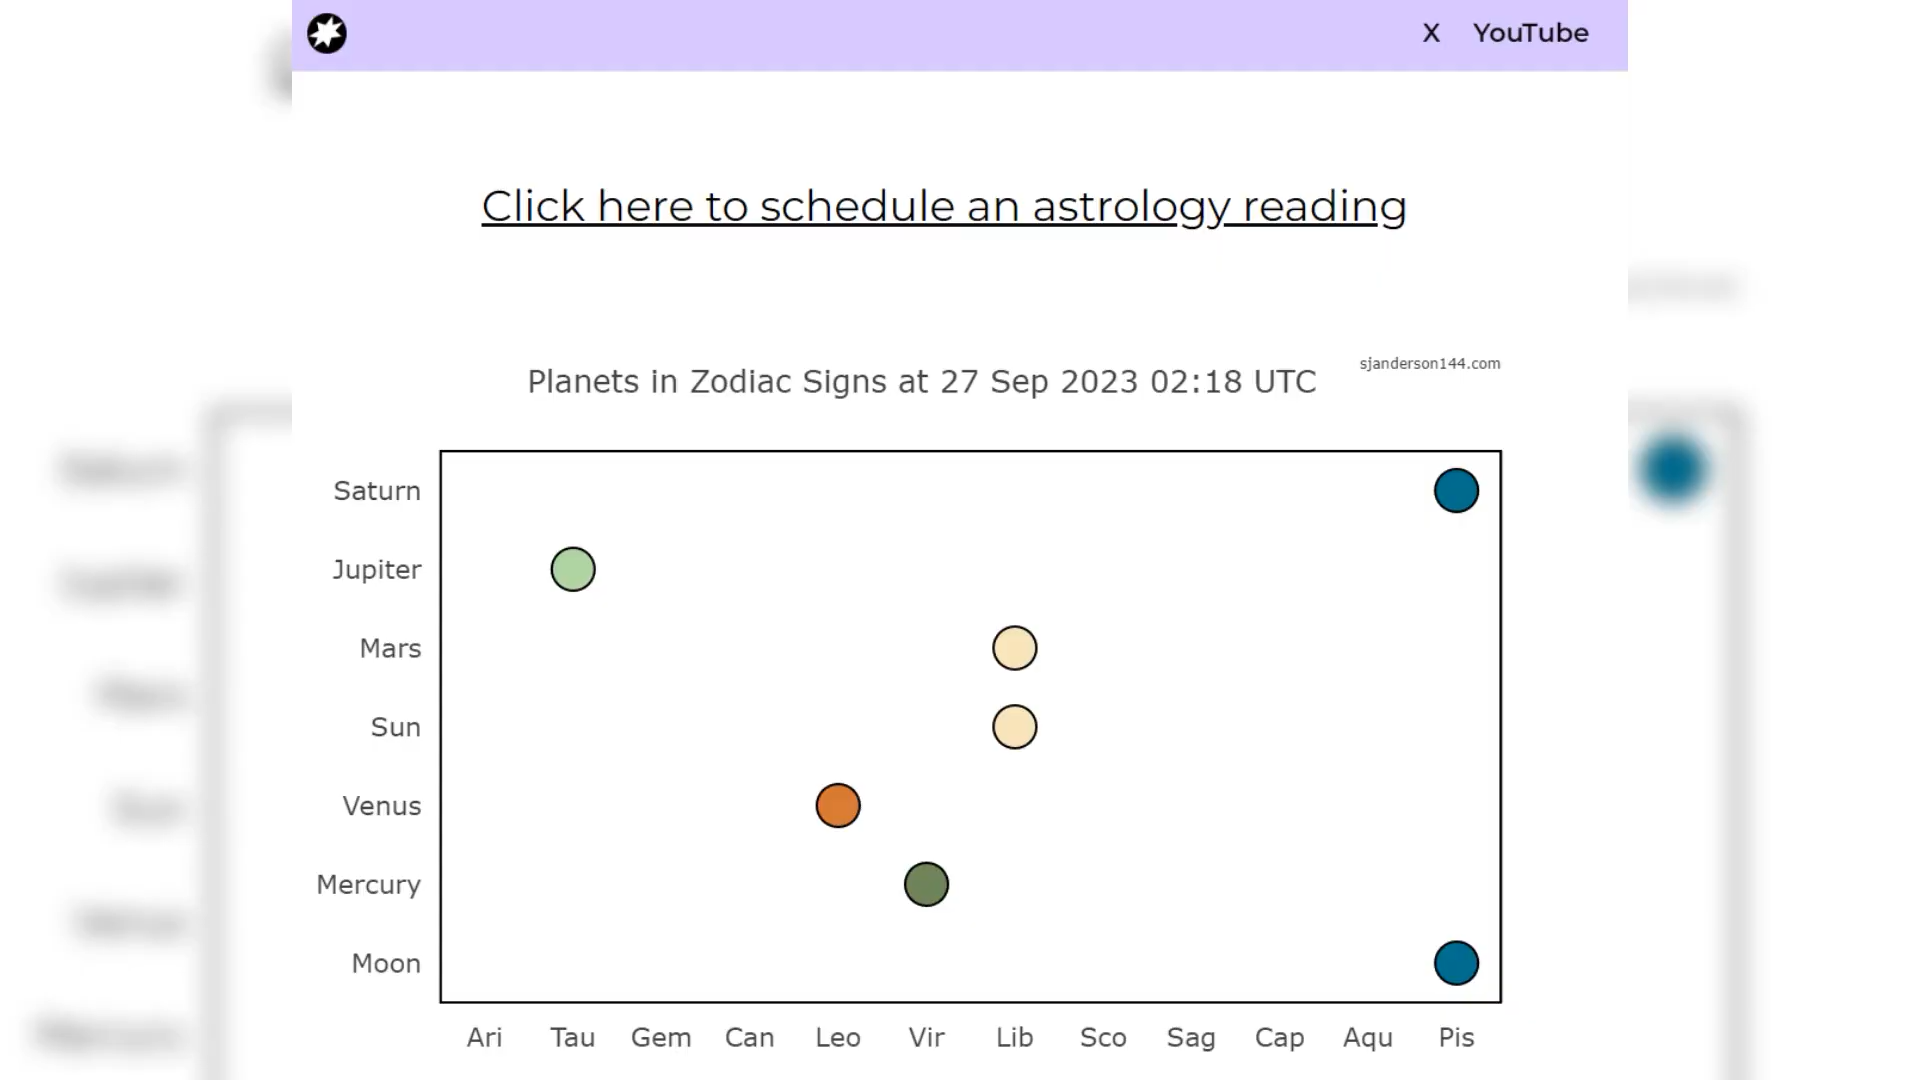 X YouTube
Click here to schedule an astrology reading
sjanderson144.com
Planets in Zodiac Signs at 27 Sep 2023 02:18 UTC
Saturn
Jupiter
Mars
Sun
Venus
Mercury
Moon
Ari Tau Gem Can Leo Vir Lib Sco Sag Cap Aqu Pis